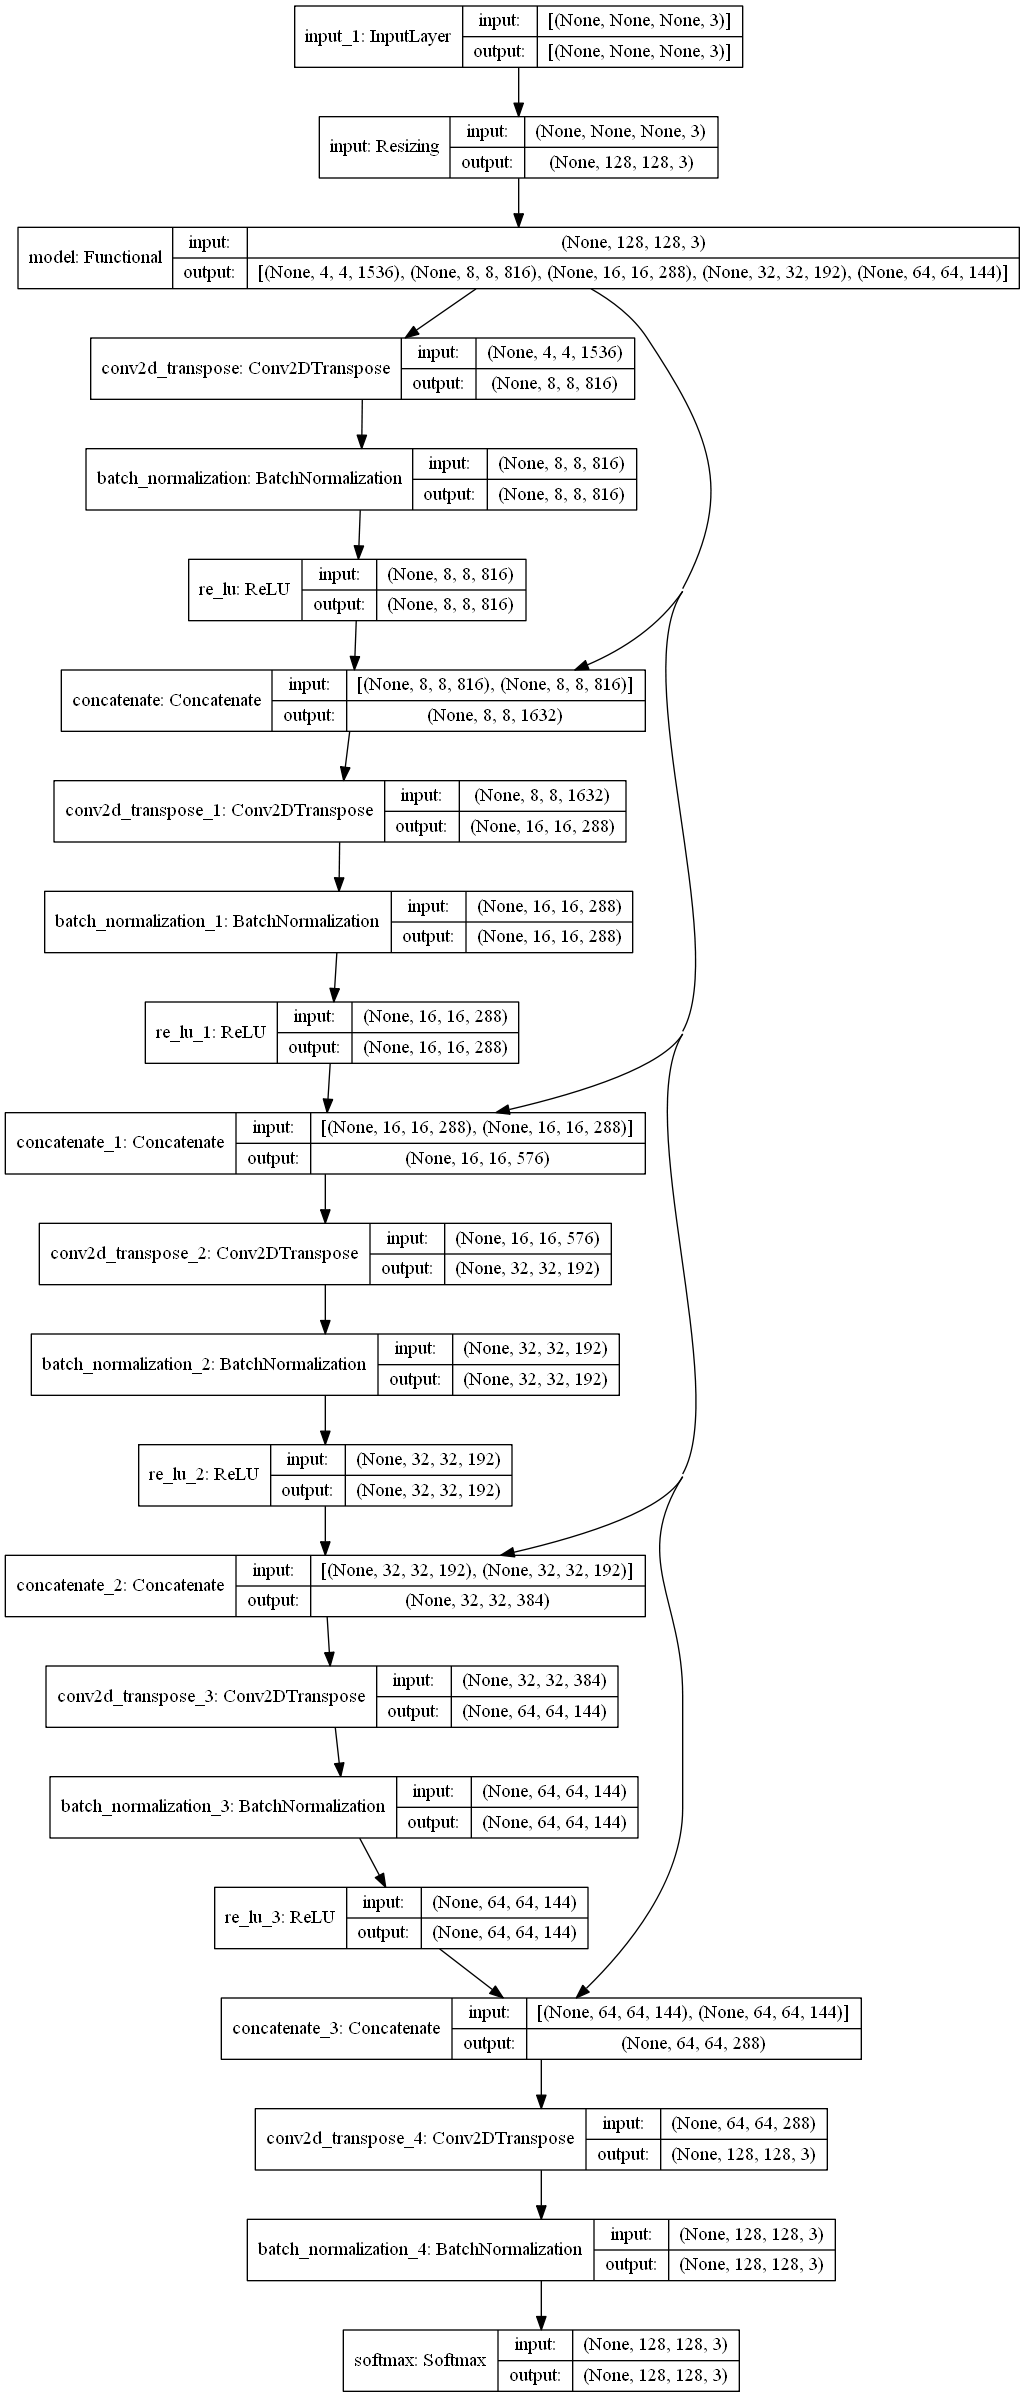 input_1: InputLayer
input:
[(None, None, None, 3)]
output:
[(None, None, None, 3)]
input: Resizing
input:
(None, None, None, 3)
output:
(None, 128, 128, 3)
model: Functional
input:
(None, 128, 128, 3)
output:
[(None, 4, 4, 1536), (None, 8, 8, 816), (None, 16, 16, 288), (None, 32, 32, 192), (None, 64, 64, 144)]
conv2d_transpose: Conv2DTranspose
input:
(None, 4, 4, 1536)
output:
(None, 8, 8, 816)
batch_normalization: BatchNormalization
input:
(None, 8, 8, 816)
output:
(None, 8, 8, 816)
re_lu: ReLU
input:
(None, 8, 8, 816)
output:
(None, 8, 8, 816)
concatenate: Concatenate
input:
[(None, 8, 8, 816), (None, 8, 8, 816)]
output:
(None, 8, 8, 1632)
conv2d_transpose_1: Conv2DTranspose
input:
(None, 8, 8, 1632)
output:
(None, 16, 16, 288)
batch_normalization_1: BatchNormalization
input:
(None, 16, 16, 288)
output:
(None, 16, 16, 288)
re_lu_1: ReLU
input:
(None, 16, 16, 288)
output:
(None, 16, 16, 288)
concatenate_1: Concatenate
input:
[(None, 16, 16, 288), (None, 16, 16, 288)]
output:
(None, 16, 16, 576)
conv2d_transpose_2: Conv2DTranspose
input:
(None, 16, 16, 576)
output:
(None, 32, 32, 192)
batch_normalization_2: BatchNormalization
input:
(None, 32, 32, 192)
output:
(None, 32, 32, 192)
re_lu_2: ReLU
input:
(None, 32, 32, 192)
output:
(None, 32, 32, 192)
concatenate_2: Concatenate
input:
[(None, 32, 32, 192), (None, 32, 32, 192)]
output:
(None, 32, 32, 384)
conv2d_transpose_3: Conv2DTranspose
input:
(None, 32, 32, 384)
output:
(None, 64, 64, 144)
batch_normalization_3: BatchNormalization
input:
(None, 64, 64, 144)
output:
(None, 64, 64, 144)
re_lu_3: ReLU
input:
(None, 64, 64, 144)
output:
(None, 64, 64, 144)
concatenate_3: Concatenate
input:
[(None, 64, 64, 144), (None, 64, 64, 144)]
output:
(None, 64, 64, 288)
conv2d_transpose_4: Conv2DTranspose
input:
(None, 64, 64, 288)
output:
(None, 128, 128, 3)
batch_normalization_4: BatchNormalization
input:
(None, 128, 128, 3)
output:
(None, 128, 128, 3)
softmax: Softmax
input:
(None, 128, 128, 3)
output:
(None, 128, 128, 3)